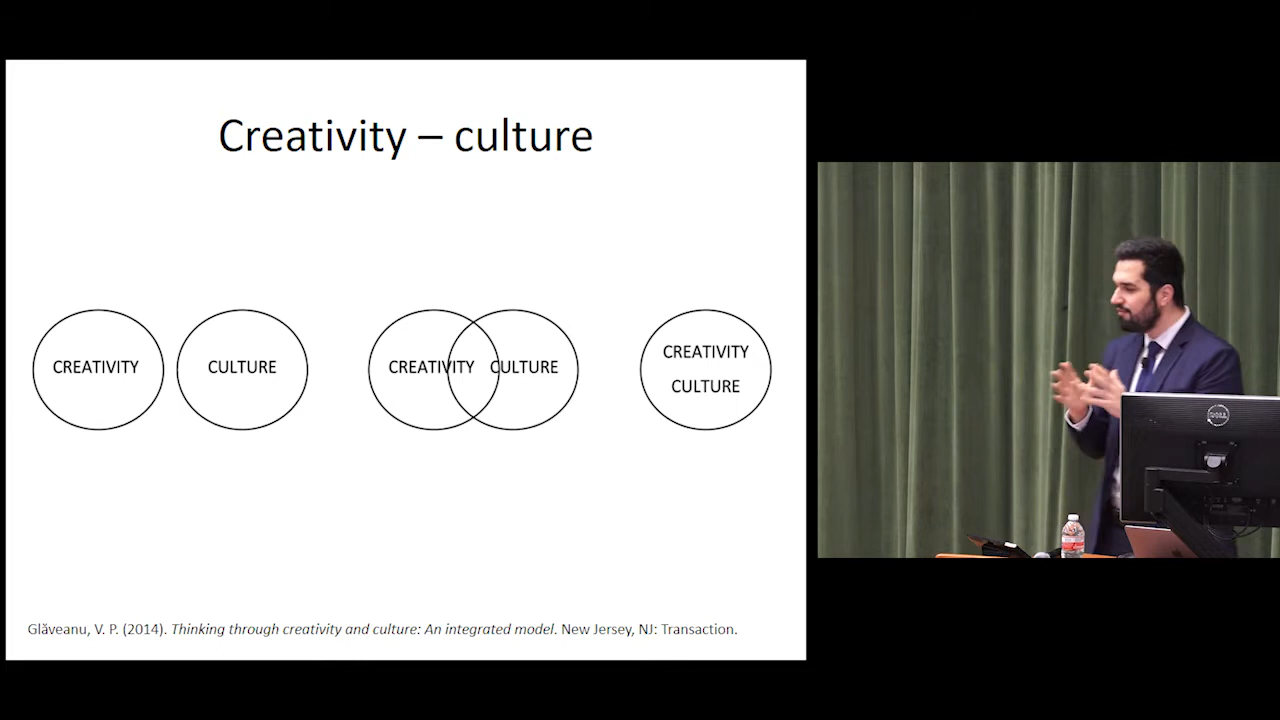 Creativity – culture
CREATIVITY
CULTURE
CREATIVITY
CULTURE
CREATIVITY
CULTURE
Glăveanu, V. P. (2014). Thinking through creativity and culture: An integrated model. New Jersey, NJ: Transaction.
DELL